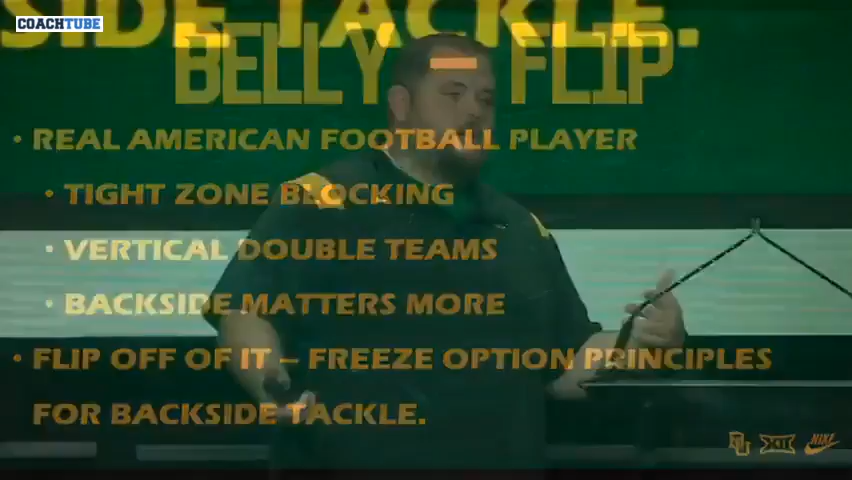 COACHTUBE
SIDE TACKLE.
BELLY - FLIP
• REAL AMERICAN FOOTBALL PLAYER
• TIGHT ZONE BLOCKING
• VERTICAL DOUBLE TEAMS
• BACKSIDE MATTERS MORE
• FLIP OFF OF IT – FREEZE OPTION PRINCIPLES
FOR BACKSIDE TACKLE.
BU XII NIKE